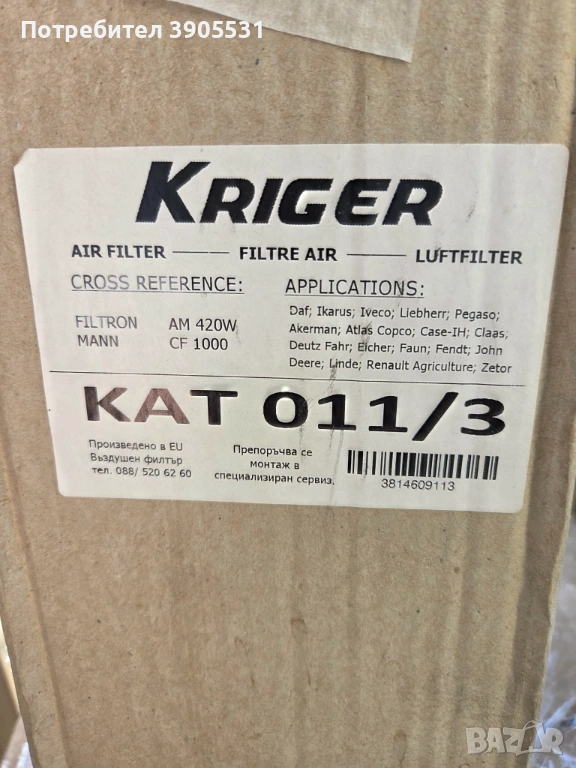 Потребител 3905531
KRIGER
AIR FILTER — FILTRE AIR — LUFTFILTER
CROSS REFERENCE:
FILTRON AM 420W
MANN CF 1000
APPLICATIONS:
Daf; Ikarus; Iveco; Liebherr; Pegaso;
Akerman; Atlas Copco; Case-IH; Claas,
Deutz Fahr; Eicher; Faun; Fendt; John
Deere; Linde; Renault Agriculture; Zetor
KAT 011/3
Произведено в EU
Въздушен филтър
тел. 088/ 520 62 60
Препоръчва се
монтаж в
специализиран сервиз.
3814609113
BAZAR